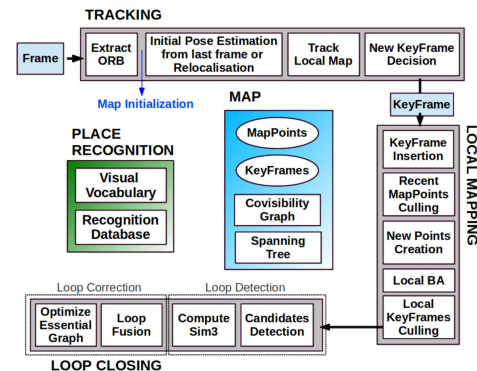 TRACKING
Frame
Extract
ORB
Initial Pose Estimation
from last frame or
Relocalisation
Track
Local Map
New KeyFrame
Decision
Map Initialization
KeyFrame
MAP
MapPoints
KeyFrames
Covisibility
Graph
Spanning
Tree
PLACE
RECOGNITION
Visual
Vocabulary
Recognition
Database
LOCAL MAPPING
KeyFrame
Insertion
Recent
MapPoints
Culling
New Points
Creation
Local BA
Local
KeyFrames
Culling
Loop Correction
Loop Detection
Optimize
Essential
Graph
Loop
Fusion
Compute
Sim3
Candidates
Detection
LOOP CLOSING